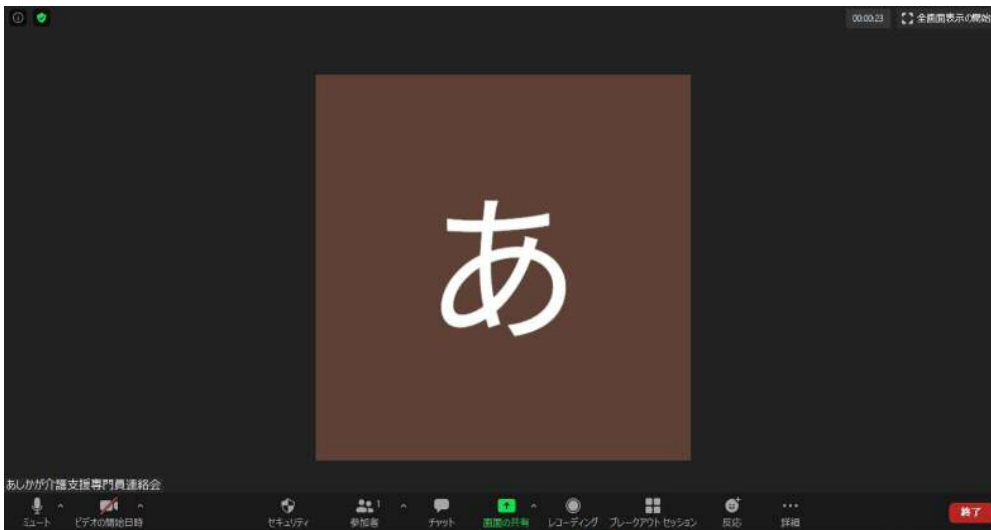 00:00:23 全画面表示の開始
あ
あしかが介護支援専門員連絡会
ミュート ビデオの開始日時 セキュリティ 参加者 1 チャット 画面の共有 レコーディング ブレークアウト セッション 反応 詳細 終了